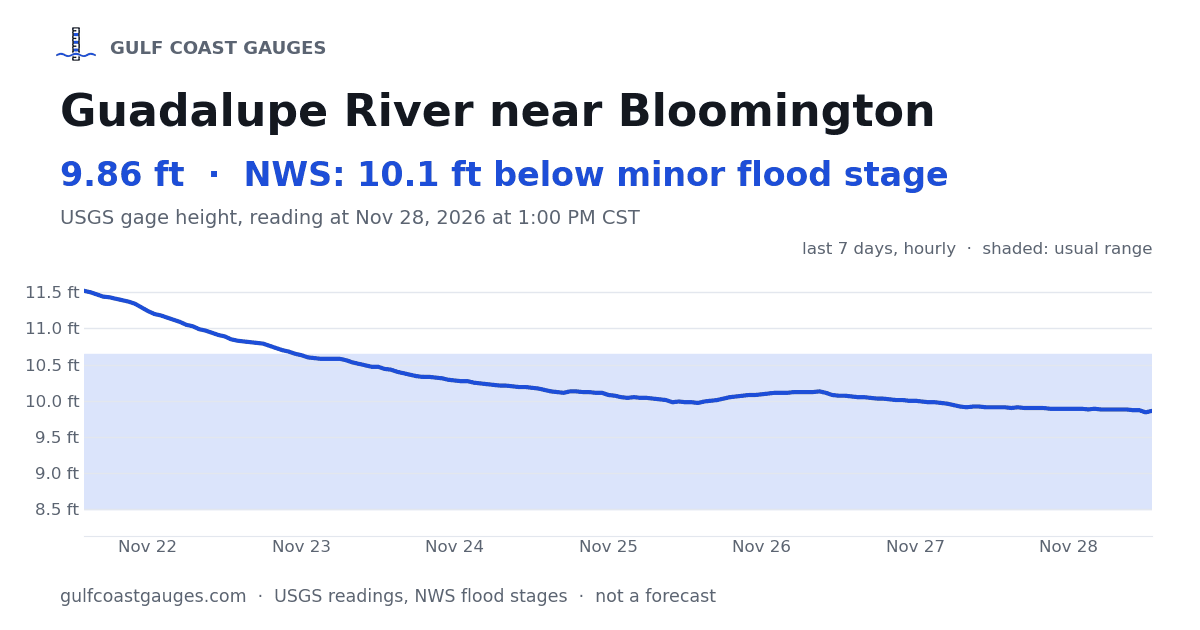 GULF COAST GAUGES
Guadalupe River near Bloomington
9.86 ft · NWS: 10.1 ft below minor flood stage
USGS gage height, reading at Nov 28, 2026 at 1:00 PM CST
last 7 days, hourly · shaded: usual range
11.5 ft
11.0 ft
10.5 ft
10.0 ft
9.5 ft
9.0 ft
8.5 ft
Nov 22 Nov 23 Nov 24 Nov 25 Nov 26 Nov 27 Nov 28
gulfcoastgauges.com · USGS readings, NWS flood stages · not a forecast